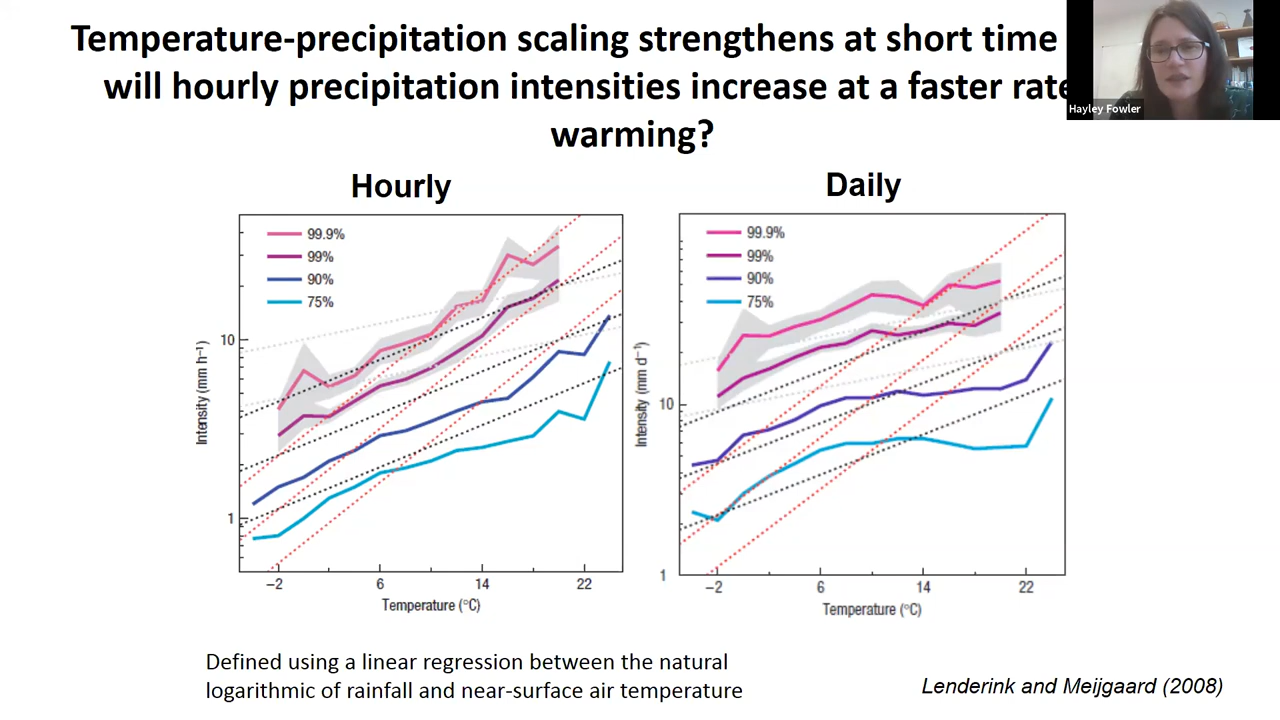 Temperature-precipitation scaling strengthens at short time
will hourly precipitation intensities increase at a faster rate
warming?
Hayley Fowler
Hourly
Daily
99.9%
99%
90%
75%
10
1
Intensity (mm h⁻¹)
−2
6
14
22
Temperature (°C)
99.9%
99%
90%
75%
10
1
Intensity (mm d⁻¹)
−2
6
14
22
Temperature (°C)
Defined using a linear regression between the natural
logarithmic of rainfall and near-surface air temperature
Lenderink and Meijgaard (2008)